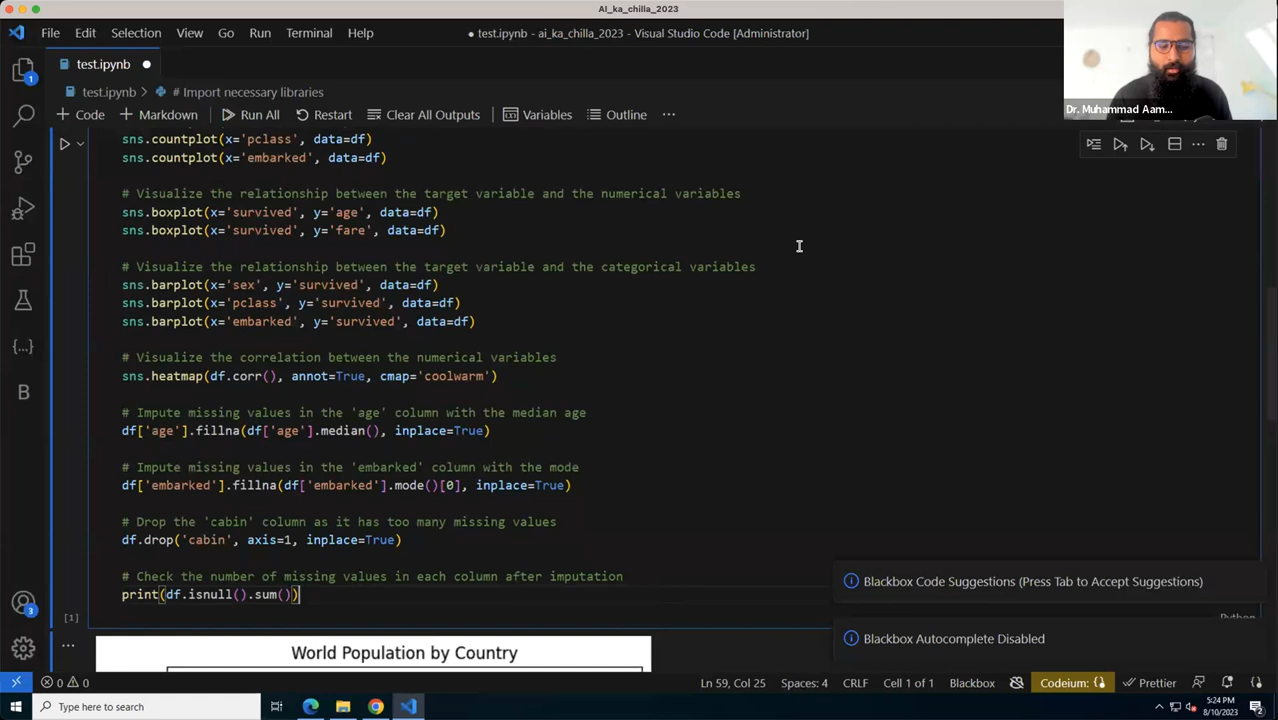 Ai_ka_chilla_2023
File Edit Selection View Go Run Terminal Help
● test.ipynb - ai_ka_chilla_2023 - Visual Studio Code [Administrator]
Dr. Muhammad Aam...
test.ipynb ●
test.ipynb > # Import necessary libraries
+ Code + Markdown Run All Restart Clear All Outputs Variables Outline ...
sns.countplot(x='pclass', data=df)
sns.countplot(x='embarked', data=df)
# Visualize the relationship between the target variable and the numerical variables
sns.boxplot(x='survived', y='age', data=df)
sns.boxplot(x='survived', y='fare', data=df)
# Visualize the relationship between the target variable and the categorical variables
sns.barplot(x='sex', y='survived', data=df)
sns.barplot(x='pclass', y='survived', data=df)
sns.barplot(x='embarked', y='survived', data=df)
# Visualize the correlation between the numerical variables
sns.heatmap(df.corr(), annot=True, cmap='coolwarm')
# Impute missing values in the 'age' column with the median age
df['age'].fillna(df['age'].median(), inplace=True)
# Impute missing values in the 'embarked' column with the mode
df['embarked'].fillna(df['embarked'].mode()[0], inplace=True)
# Drop the 'cabin' column as it has too many missing values
df.drop('cabin', axis=1, inplace=True)
# Check the number of missing values in each column after imputation
print(df.isnull().sum())
[1]
Python
Blackbox Code Suggestions (Press Tab to Accept Suggestions)
Blackbox Autocomplete Disabled
World Population by Country
1
B
3
0 0 Ln 59, Col 25 Spaces: 4 CRLF Blackbox Codeium: {} Prettier
Type here to search
5:24 PM
8/10/2023
2